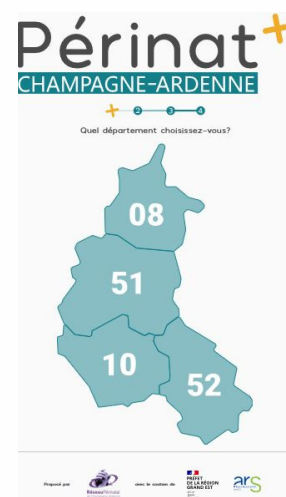 Périnat+
CHAMPAGNE-ARDENNE
2 3 4
Quel département choisissez-vous?
08
51
10
52
Proposé par
RéseauPérinatal
avec le soutien de
PRÉFET
DE LA RÉGION
GRAND EST
ars